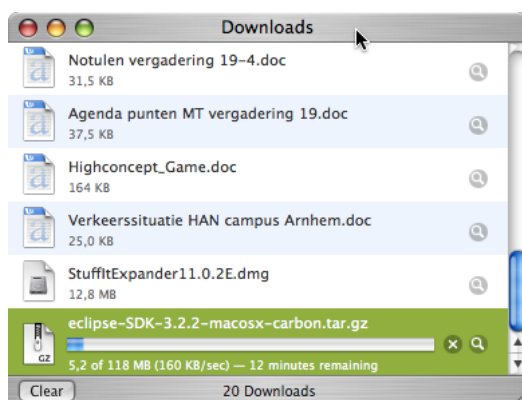 Downloads
Notulen vergadering 19-4.doc
31,5 KB
Agenda punten MT vergadering 19.doc
37,5 KB
Highconcept_Game.doc
164 KB
Verkeerssituatie HAN campus Arnhem.doc
25,0 KB
StuffItExpander11.0.2E.dmg
12,8 MB
eclipse-SDK-3.2.2-macosx-carbon.tar.gz
GZ
5,2 of 118 MB (160 KB/sec) — 12 minutes remaining
Clear 20 Downloads